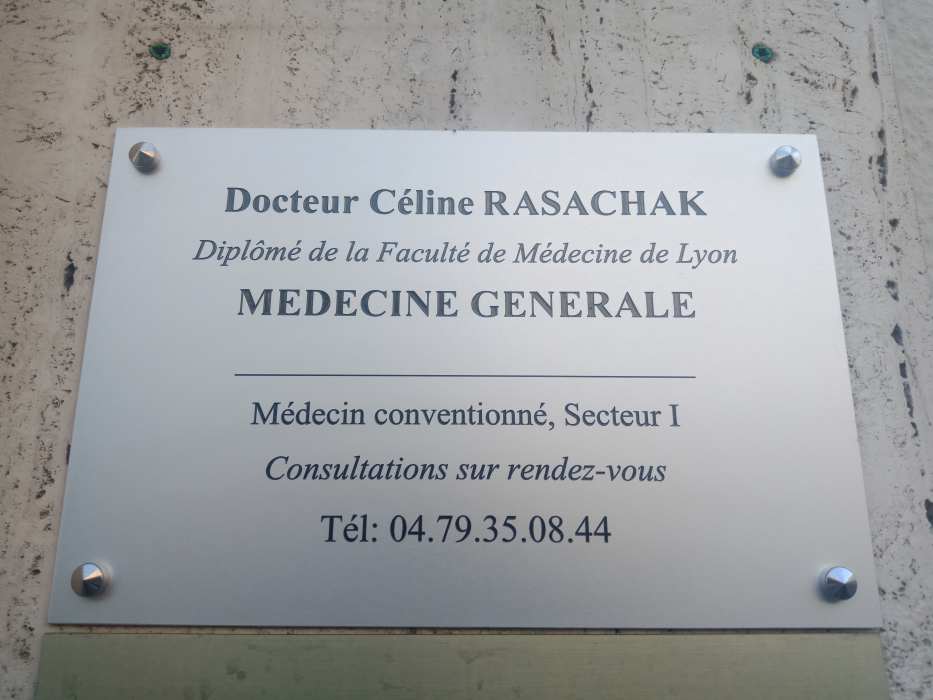 Docteur Céline RASACHAK
Diplômé de la Faculté de Médecine de Lyon
MEDECINE GENERALE
Médecin conventionné, Secteur I
Consultations sur rendez-vous
Tél: 04.79.35.08.44